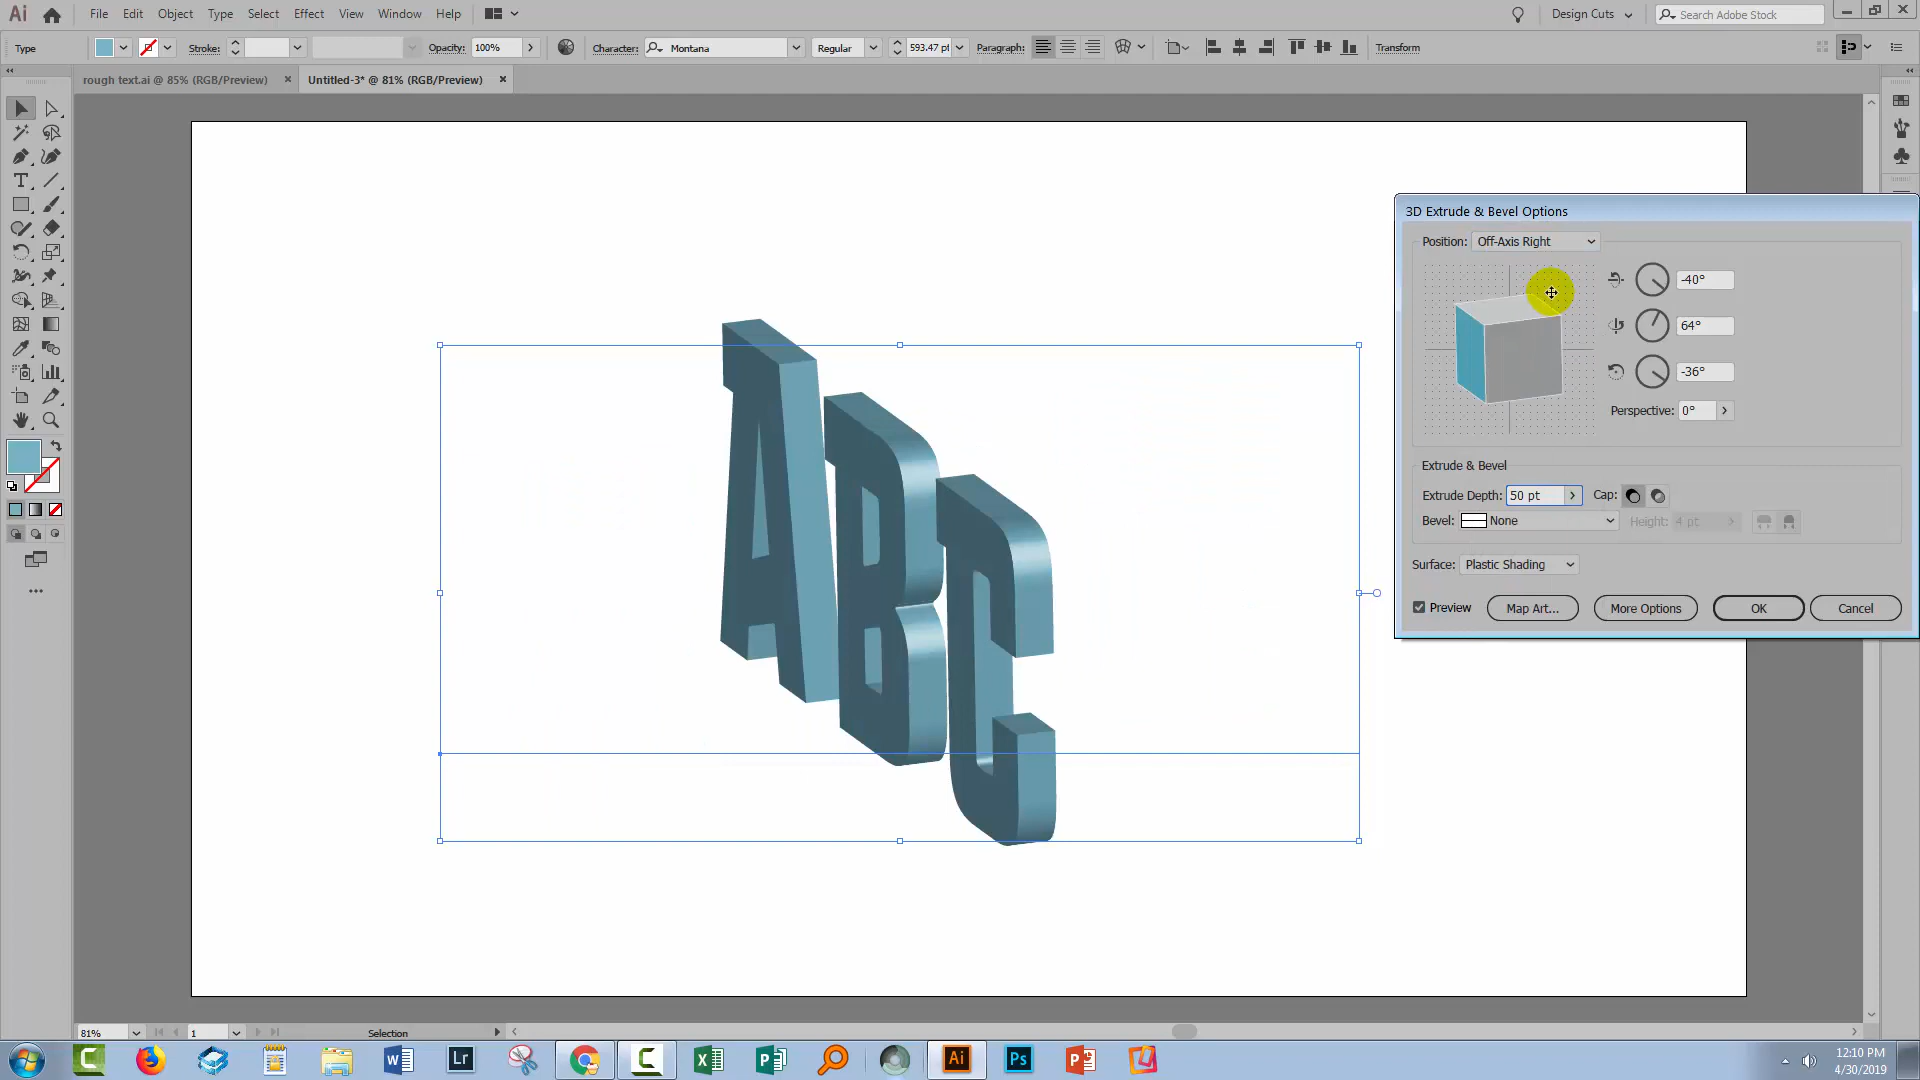 Ai File Edit Object Type Select Effect View Window Help Design Cuts Search Adobe Stock
Type Stroke: Opacity: 100% Character: Montana Regular 593.47 pt Paragraph: Transform
rough text.ai @ 85% (RGB/Preview) Untitled-3* @ 81% (RGB/Preview)
3D Extrude & Bevel Options
Position: Off-Axis Right
-40°
64°
-36°
Perspective: 0°
Extrude & Bevel
Extrude Depth: 50 pt Cap:
Bevel: None Height: 4 pt
Surface: Plastic Shading
Preview Map Art... More Options OK Cancel
ABC
81% 1 Selection
Lr Ai Ps
12:10 PM
4/30/2019